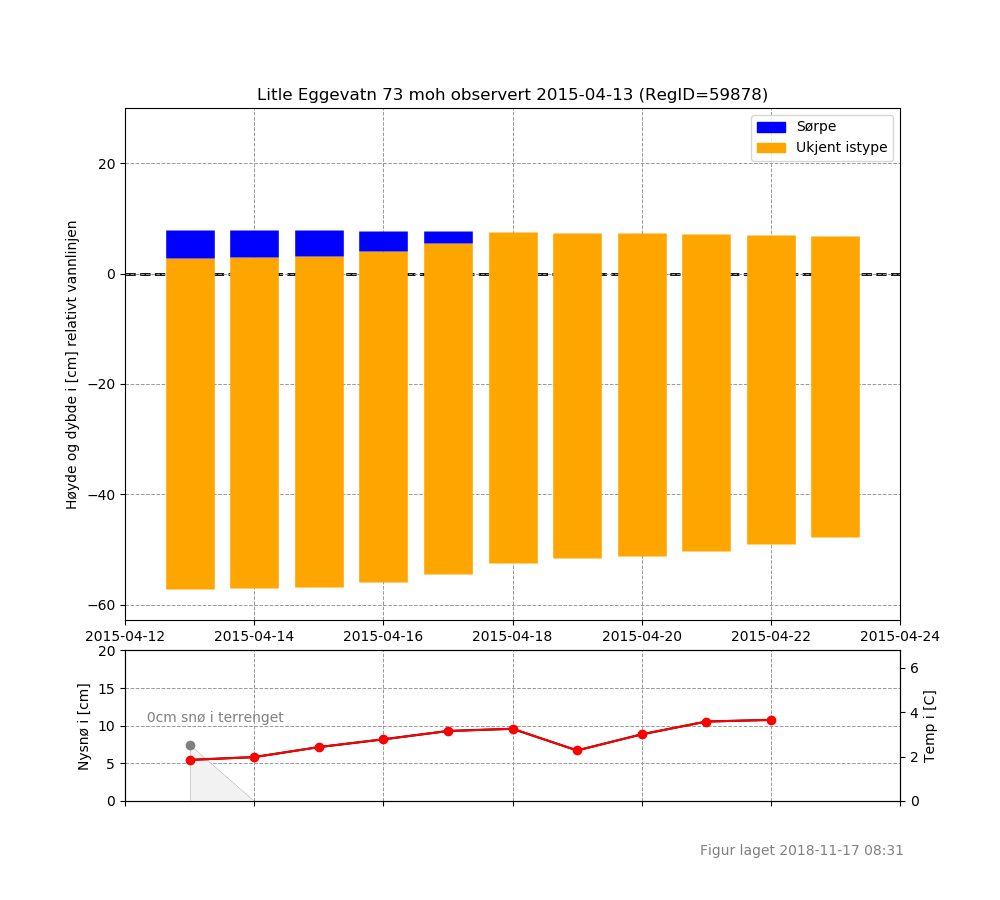 Litle Eggevatn 73 moh observert 2015-04-13 (RegID=59878)
Sørpe
Ukjent istype
Høyde og dybde i [cm] relativt vannlinjen
20
0
−20
−40
−60
2015-04-12 2015-04-14 2015-04-16 2015-04-18 2015-04-20 2015-04-22 2015-04-24
Nysnø i [cm]
20
15
10
5
0
0cm snø i terrenget
6
4
2
0
Temp i [C]
Figur laget 2018-11-17 08:31